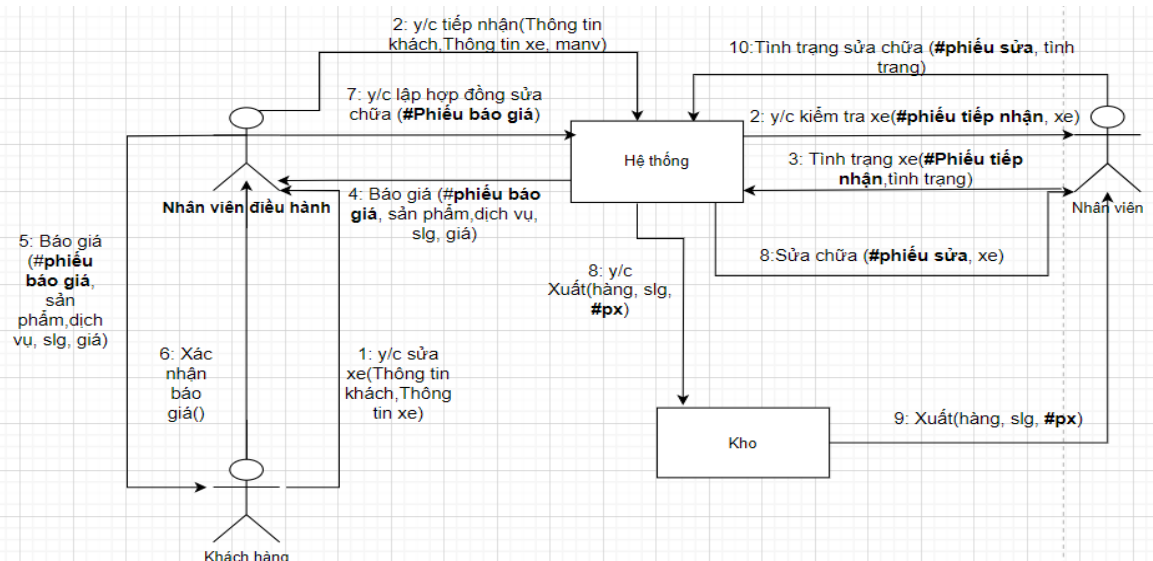 2: y/c tiếp nhận(Thông tin
khách,Thông tin xe, manv)
10:Tình trạng sửa chữa (#phiếu sửa, tình
trang)
7: y/c lập hợp đồng sửa
chữa (#Phiếu báo giá)
2: y/c kiểm tra xe(#phiếu tiếp nhận, xe)
Hệ thống
3: Tình trạng xe(#Phiếu tiếp
nhận,tình trạng)
Nhân viên điều hành
4: Báo giá (#phiếu báo
giá, sản phẩm,dịch vụ,
slg, giá)
Nhân viên
5: Báo giá
(#phiếu
báo giá,
sản
phẩm,dịch
vụ, slg, giá)
8:Sửa chữa (#phiếu sửa, xe)
8: y/c
Xuất(hàng, slg,
#px)
6: Xác
nhận
báo
giá()
1: y/c sửa
xe(Thông tin
khách,Thông
tin xe)
9: Xuất(hàng, slg, #px)
Kho
Khách hàng